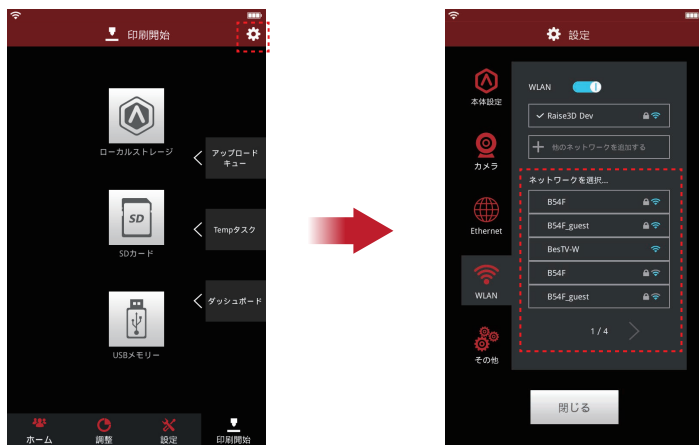 印刷開始
ローカルストレージ
SD
SDカード
USBメモリー
アップロード
キュー
Tempタスク
ダッシュボード
ホーム
調整
設定
印刷開始
設定
本体設定
カメラ
Ethernet
WLAN
その他
WLAN
Raise3D Dev
他のネットワークを追加する
ネットワークを選択...
B54F
B54F_guest
BesTV-W
B54F
B54F_guest
1 / 4
閉じる